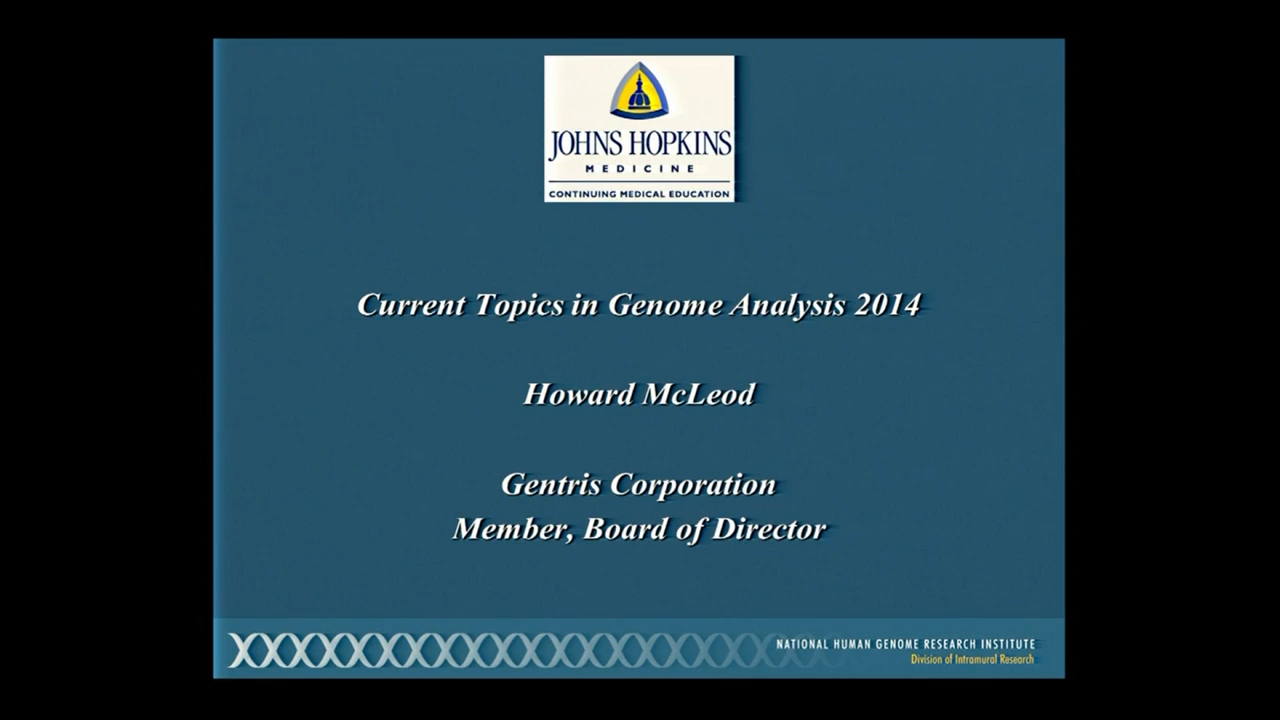 JOHNS HOPKINS
MEDICINE
CONTINUING MEDICAL EDUCATION
Current Topics in Genome Analysis 2014
Howard McLeod
Gentris Corporation
Member, Board of Director
NATIONAL HUMAN GENOME RESEARCH INSTITUTE
Division of Intramural Research